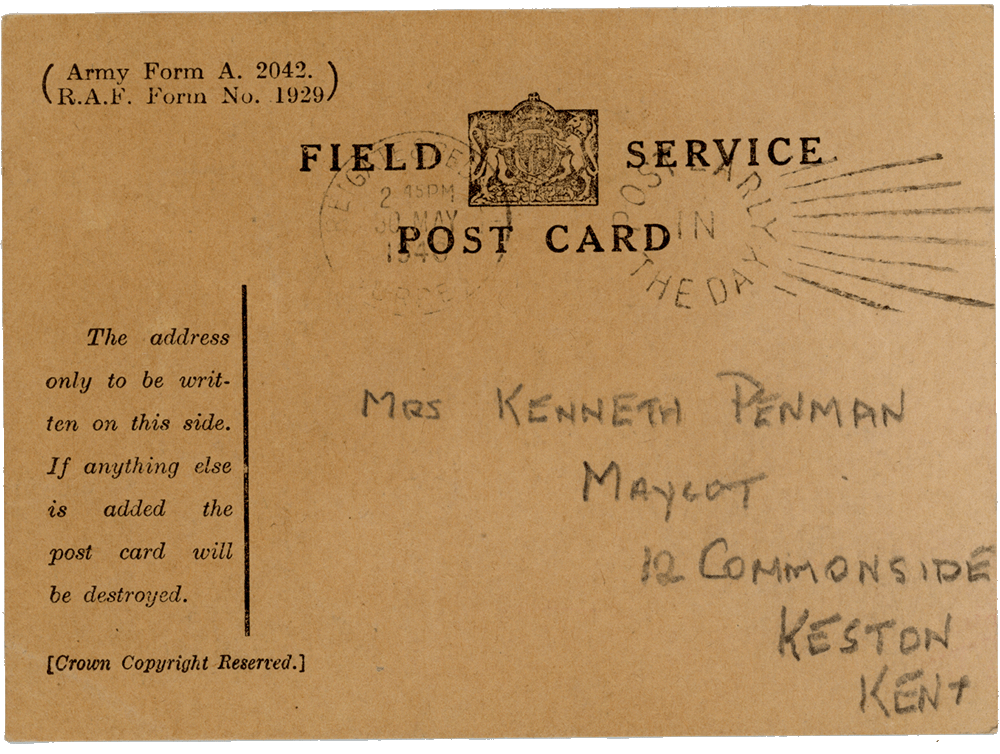 Army Form A. 2042.
R.A.F. Form No. 1929
FIELD SERVICE
POST CARD
2 45PM
30 MAY
1940
POST EARLY
IN
THE DAY
The address
only to be writ-
ten on this side.
If anything else
is added the
post card will
be destroyed.
[Crown Copyright Reserved.]
MRS KENNETH PENMAN
MAYCOT
12 COMMONSIDE
KESTON
KENT